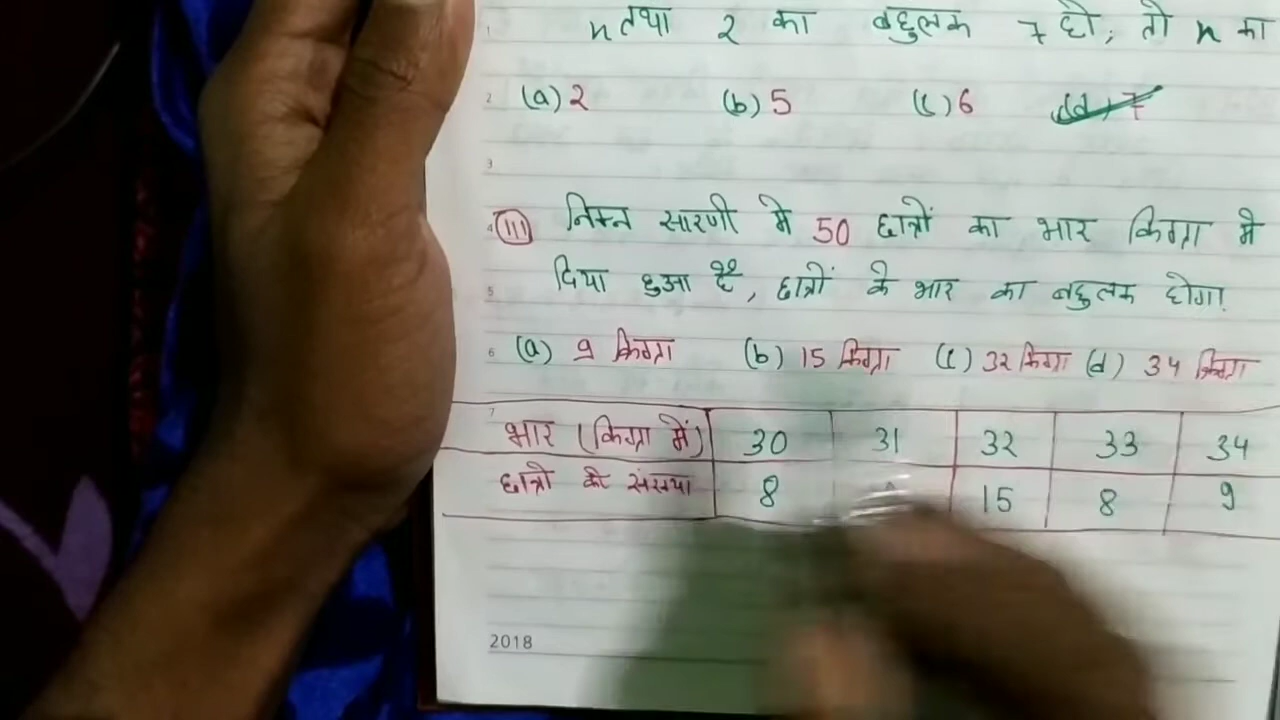 n तथा 2 का बहुलक 7 हो, तो n का
(a) 2 (b) 5 (c) 6 (d) 7
(III) निम्न सारणी मे 50 छात्रों का भार किग्रा मे
दिया हुआ है, छात्रों के भार का बहुलक होगा।
(a) 9 किग्रा (b) 15 किग्रा (c) 32 किग्रा (d) 34 किग्रा
भार (किग्रा में) 30 31 32 33 34
छात्रो की संख्या 8 15 8 9
2018